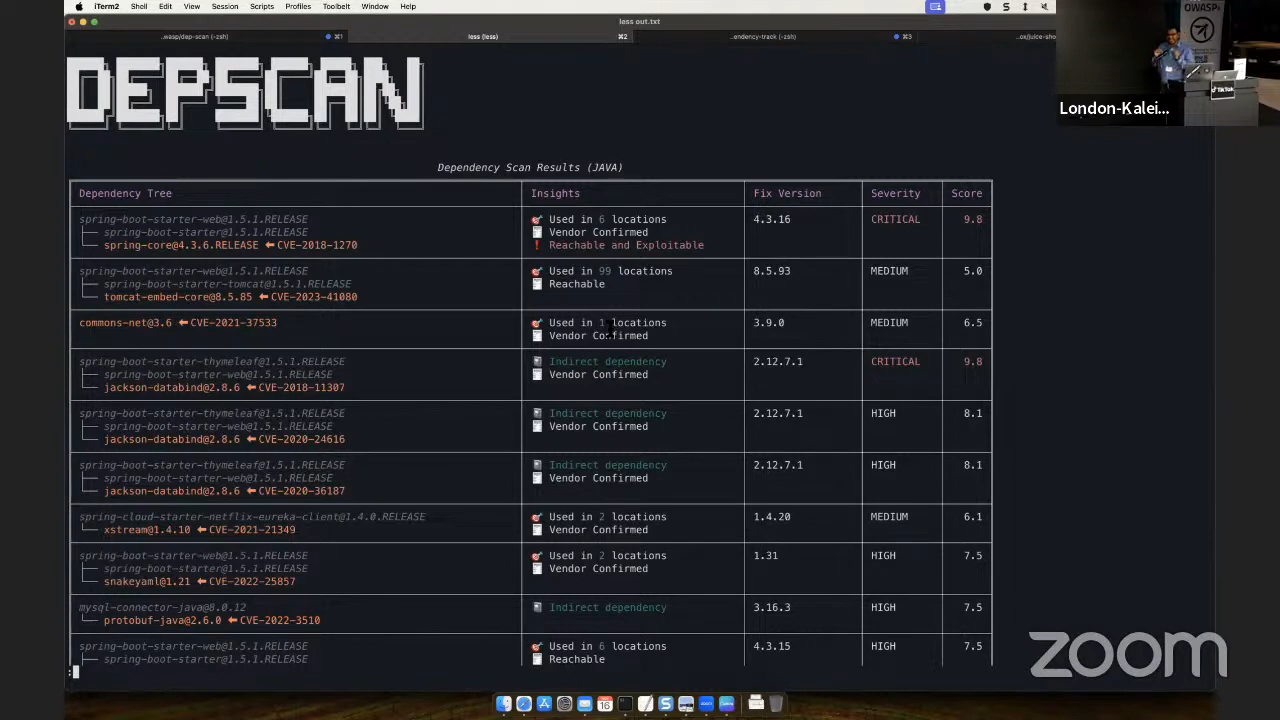 iTerm2 Shell Edit View Session Scripts Profiles Toolbelt Window Help
less out.txt
..wasp/dep-scan (-zsh) ⌘1 less (less) ⌘2 ..endency-track (-zsh) ⌘3
DEPSCAN
OWASP
TikTok
London-Kalei...
Dependency Scan Results (JAVA)
Dependency Tree Insights Fix Version Severity Score
spring-boot-starter-web@1.5.1.RELEASE Used in 6 locations 4.3.16 CRITICAL 9.8
├── spring-boot-starter@1.5.1.RELEASE Vendor Confirmed
└── spring-core@4.3.6.RELEASE ⬅ CVE-2018-1270 Reachable and Exploitable
spring-boot-starter-web@1.5.1.RELEASE Used in 99 locations 8.5.93 MEDIUM 5.0
├── spring-boot-starter-tomcat@1.5.1.RELEASE Reachable
└── tomcat-embed-core@8.5.85 ⬅ CVE-2023-41080
commons-net@3.6 ⬅ CVE-2021-37533 Used in 1 locations 3.9.0 MEDIUM 6.5
Vendor Confirmed
spring-boot-starter-thymeleaf@1.5.1.RELEASE Indirect dependency 2.12.7.1 CRITICAL 9.8
├── spring-boot-starter-web@1.5.1.RELEASE Vendor Confirmed
└── jackson-databind@2.8.6 ⬅ CVE-2018-11307
spring-boot-starter-thymeleaf@1.5.1.RELEASE Indirect dependency 2.12.7.1 HIGH 8.1
├── spring-boot-starter-web@1.5.1.RELEASE Vendor Confirmed
└── jackson-databind@2.8.6 ⬅ CVE-2020-24616
spring-boot-starter-thymeleaf@1.5.1.RELEASE Indirect dependency 2.12.7.1 HIGH 8.1
├── spring-boot-starter-web@1.5.1.RELEASE Vendor Confirmed
└── jackson-databind@2.8.6 ⬅ CVE-2020-36187
spring-cloud-starter-netflix-eureka-client@1.4.0.RELEASE Used in 2 locations 1.4.20 MEDIUM 6.1
└── xstream@1.4.10 ⬅ CVE-2021-21349 Vendor Confirmed
spring-boot-starter-web@1.5.1.RELEASE Used in 2 locations 1.31 HIGH 7.5
├── spring-boot-starter@1.5.1.RELEASE Vendor Confirmed
└── snakeyaml@1.21 ⬅ CVE-2022-25857
mysql-connector-java@8.0.12 Indirect dependency 3.16.3 HIGH 7.5
└── protobuf-java@2.6.0 ⬅ CVE-2022-3510
spring-boot-starter-web@1.5.1.RELEASE Used in 6 locations 4.3.15 HIGH 7.5
├── spring-boot-starter@1.5.1.RELEASE Reachable
:
16
zoom